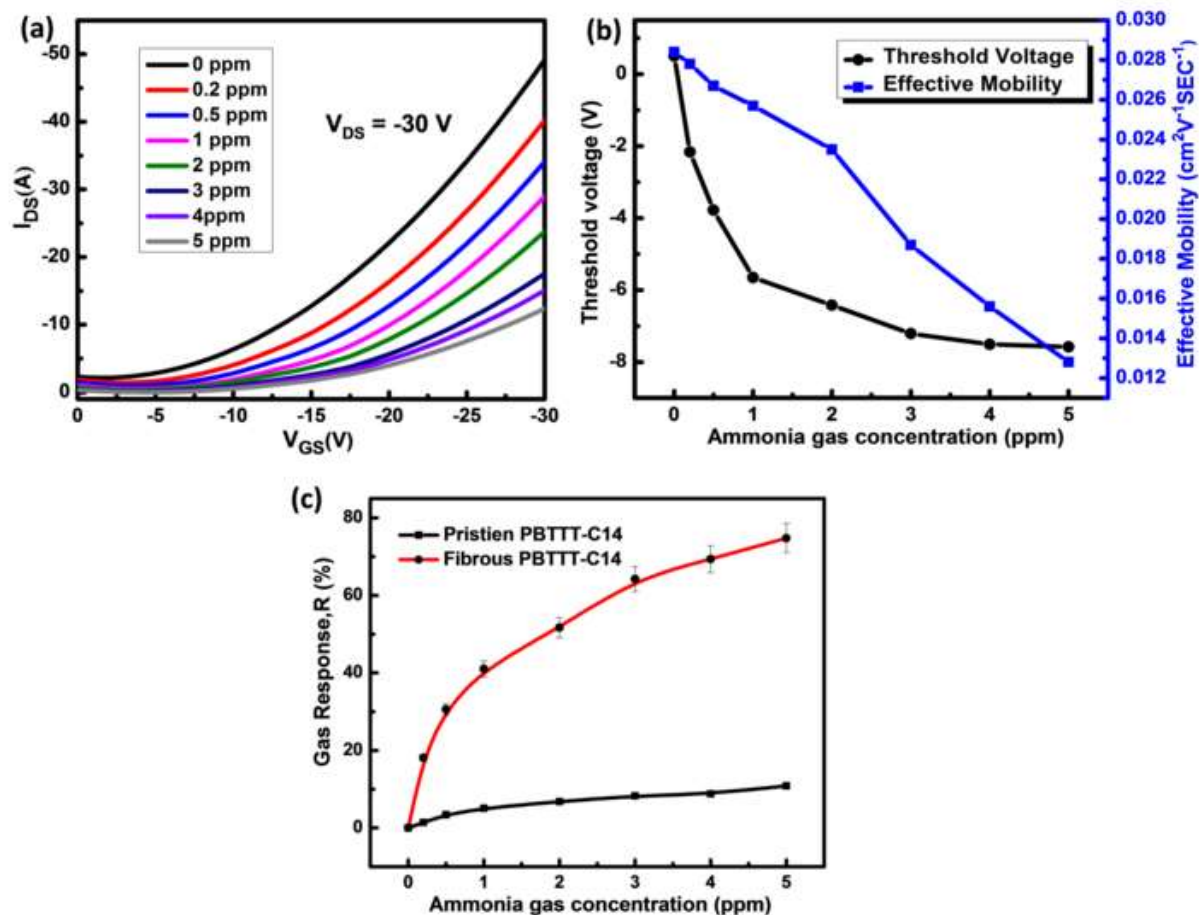 (a)
0 ppm
0.2 ppm
0.5 ppm
1 ppm
2 ppm
3 ppm
4ppm
5 ppm
V_DS = -30 V
I_DS(A)
-50
-40
-30
-20
-10
0
0 -5 -10 -15 -20 -25 -30
V_GS(V)
(b)
Threshold Voltage
Effective Mobility
Threshold voltage (V)
0
-2
-4
-6
-8
Effective Mobility (cm²V⁻¹SEC⁻¹)
0.030
0.028
0.026
0.024
0.022
0.020
0.018
0.016
0.014
0.012
0 1 2 3 4 5
Ammonia gas concentration (ppm)
(c)
Pristien PBTTT-C14
Fibrous PBTTT-C14
Gas Response,R (%)
80
60
40
20
0
0 1 2 3 4 5
Ammonia gas concentration (ppm)